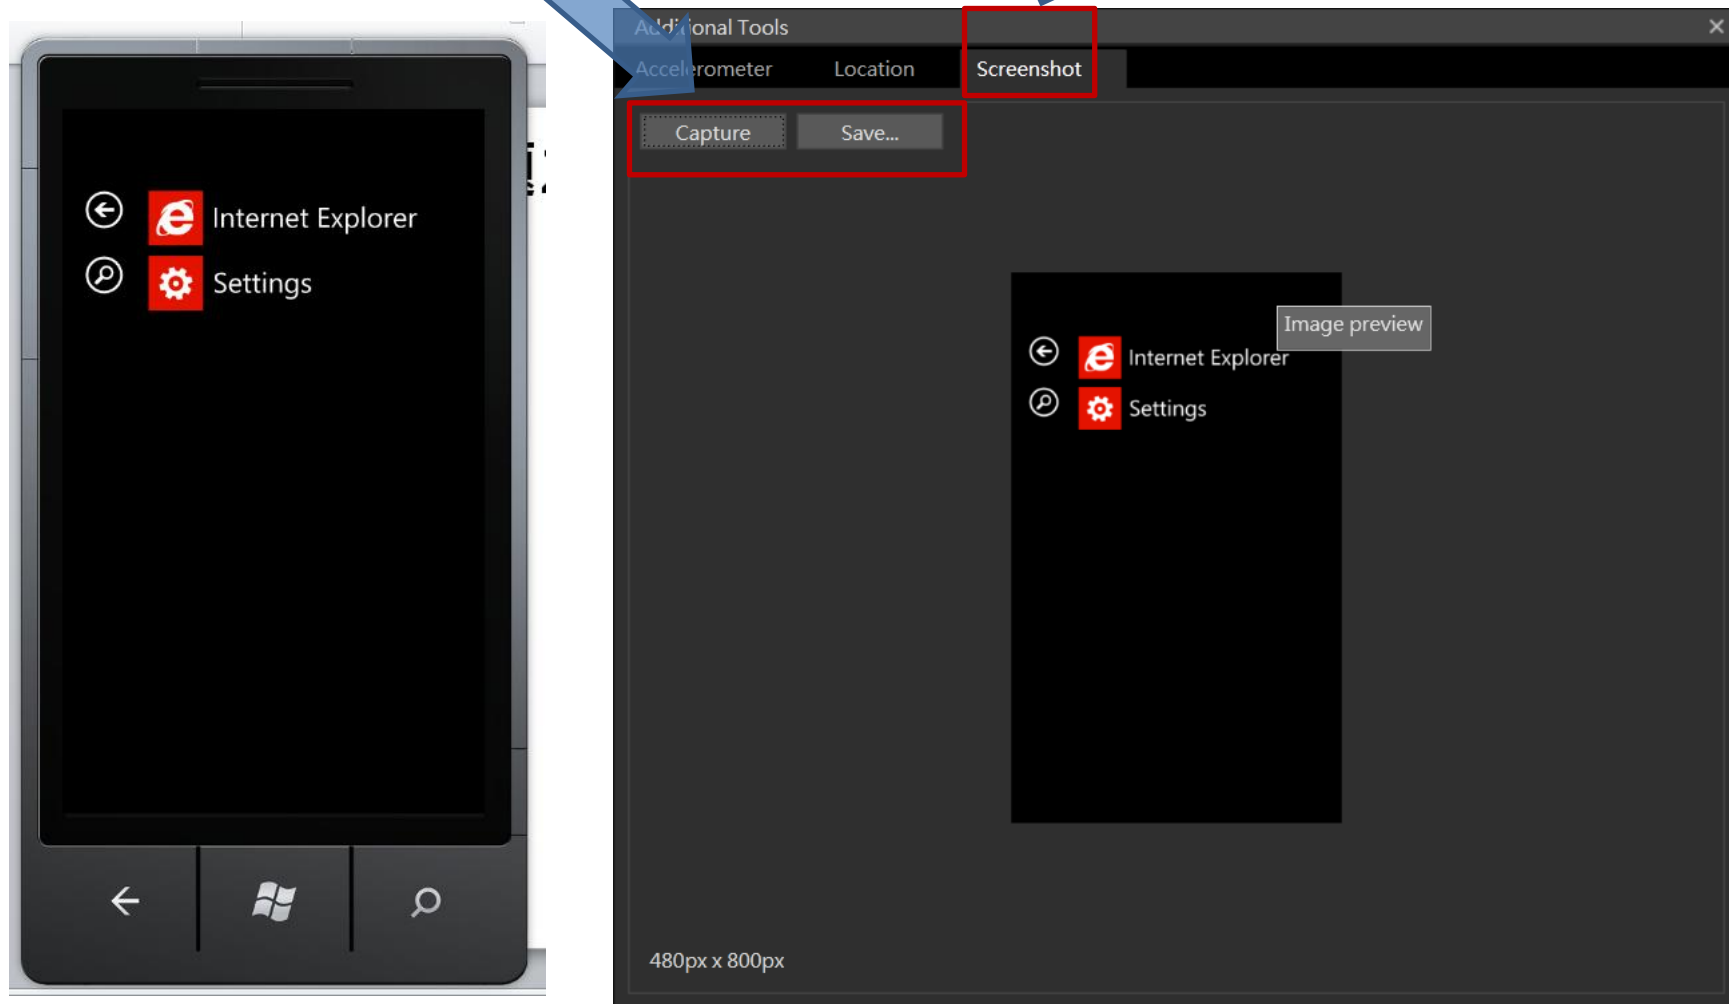 Internet Explorer
Settings
Additional Tools
Accelerometer Location Screenshot
Capture Save...
Image preview
Internet Explorer
Settings
480px x 800px